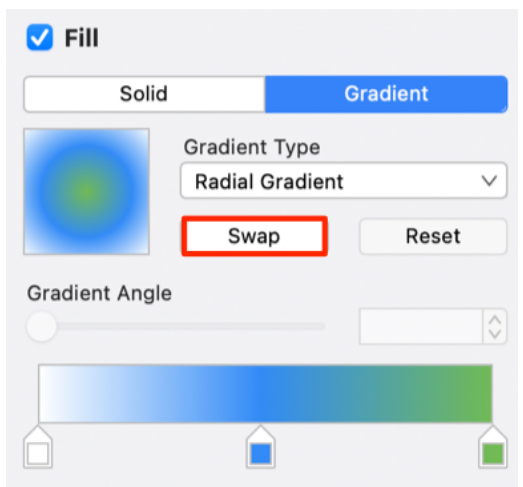 Fill
Solid Gradient
Gradient Type
Radial Gradient
Swap Reset
Gradient Angle